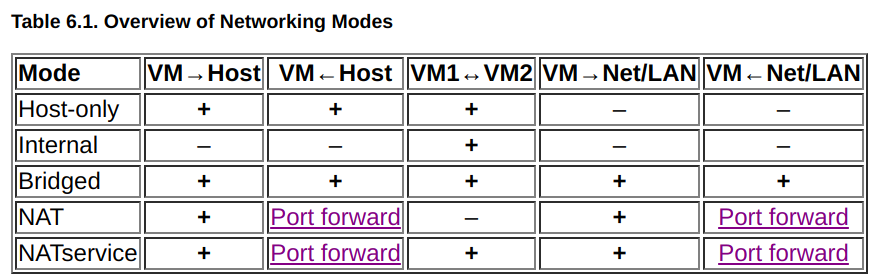 Table 6.1. Overview of Networking Modes
Mode VM→Host VM←Host VM1↔VM2 VM→Net/LAN VM←Net/LAN
Host-only + + + – –
Internal – – + – –
Bridged + + + + +
NAT + Port forward – + Port forward
NATservice + Port forward + + Port forward